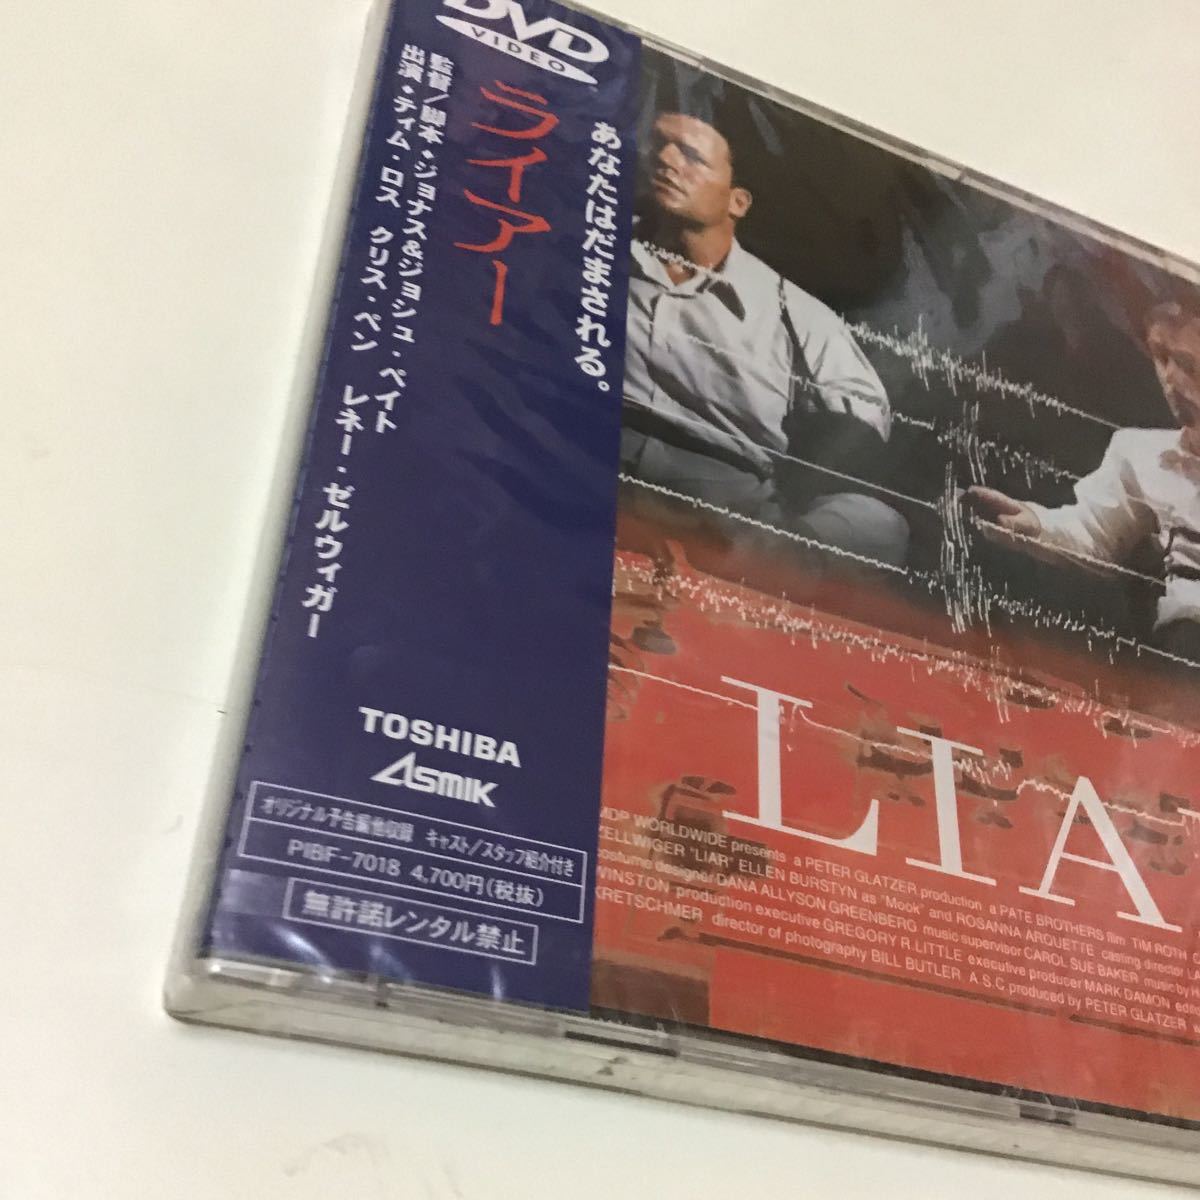 DVD
VIDEO
ライアー
あなたはだまされる。
監督/脚本・ジョナス&ジョシュ・ペイト
出演・ティム・ロス クリス・ペン レネー・ゼルウィガー
TOSHIBA
Asmik
オリジナル予告編他収録 キャスト/スタッフ紹介付き
PIBF-7018 4,700円(税抜)
無許諾レンタル禁止
LIA
MDP WORLDWIDE presents a PETER GLATZER production a PATE BROTHERS film TIM ROTH
ZELLWIGER "LIAR" ELLEN BURSTYN as "Mook" and ROSANNA ARQUETTE casting director
costume designer DANA ALLYSON GREENBERG music supervisor CAROL SUE BAKER music by
WINSTON production executive GREGORY R.LITTLE executive producer MARK DAMON
KRETSCHMER director of photography BILL BUTLER A.S.C produced by PETER GLATZER